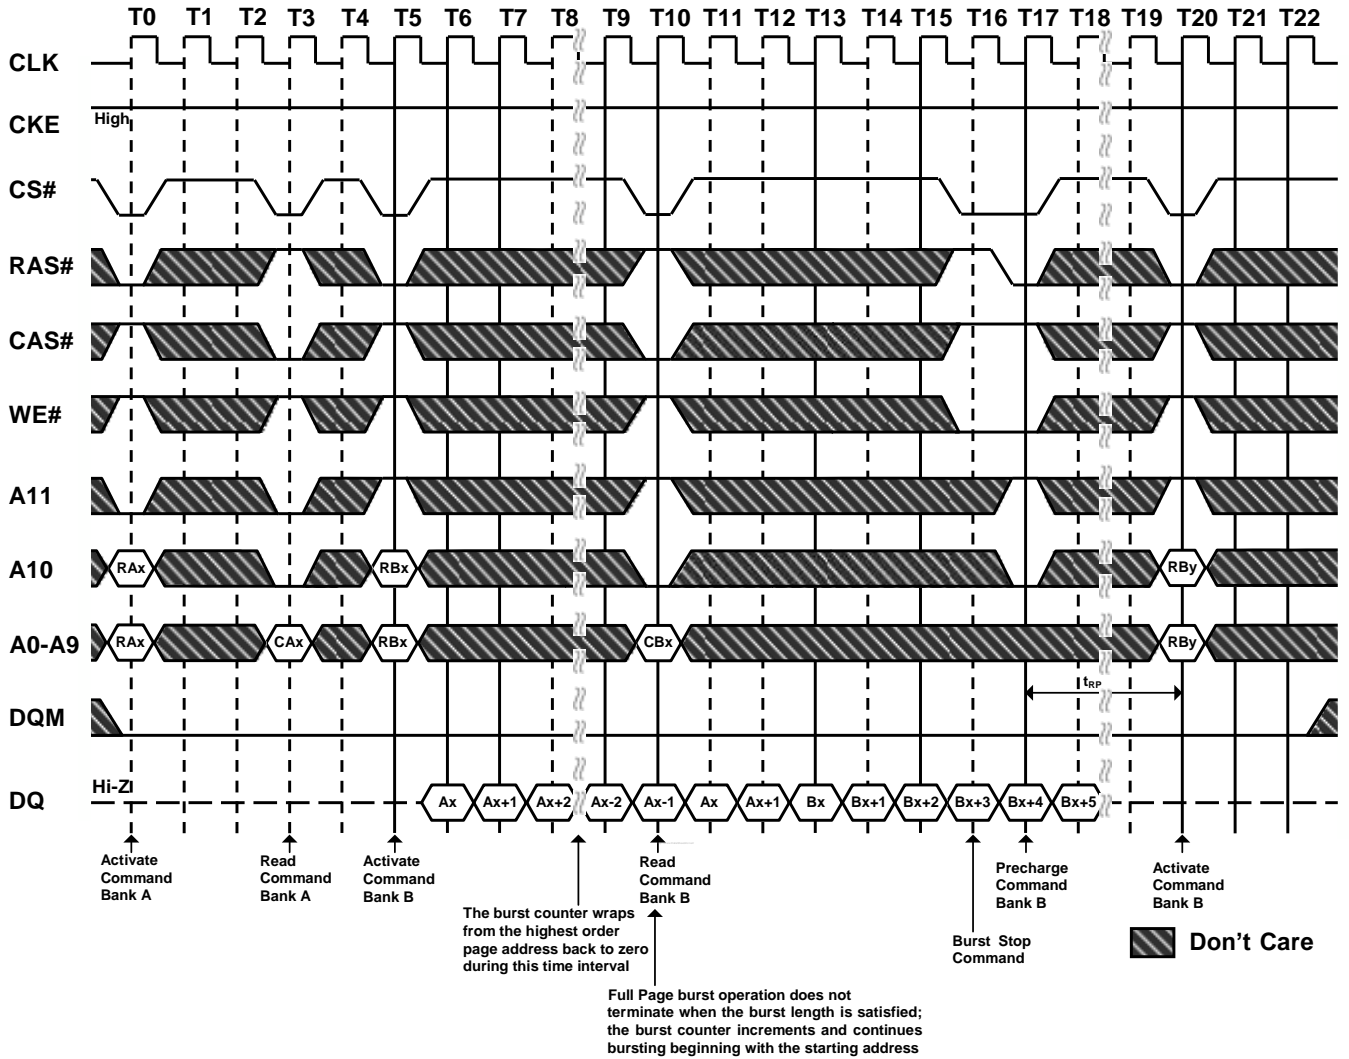 T0 T1 T2 T3 T4 T5 T6 T7 T8 T9 T10 T11 T12 T13 T14 T15 T16 T17 T18 T19 T20 T21 T22
CLK
CKE High
CS#
RAS#
CAS#
WE#
A11
A10 RAx RBx RBy
A0-A9 RAx CAx RBx CBx RBy
tRP
DQM
DQ Hi-Z Ax Ax+1 Ax+2 Ax-2 Ax-1 Ax Ax+1 Bx Bx+1 Bx+2 Bx+3 Bx+4 Bx+5
Activate
Command
Bank A
Read
Command
Bank A
Activate
Command
Bank B
The burst counter wraps
from the highest order
page address back to zero
during this time interval
Read
Command
Bank B
Full Page burst operation does not
terminate when the burst length is satisfied;
the burst counter increments and continues
bursting beginning with the starting address
Burst Stop
Command
Precharge
Command
Bank B
Activate
Command
Bank B
Don't Care